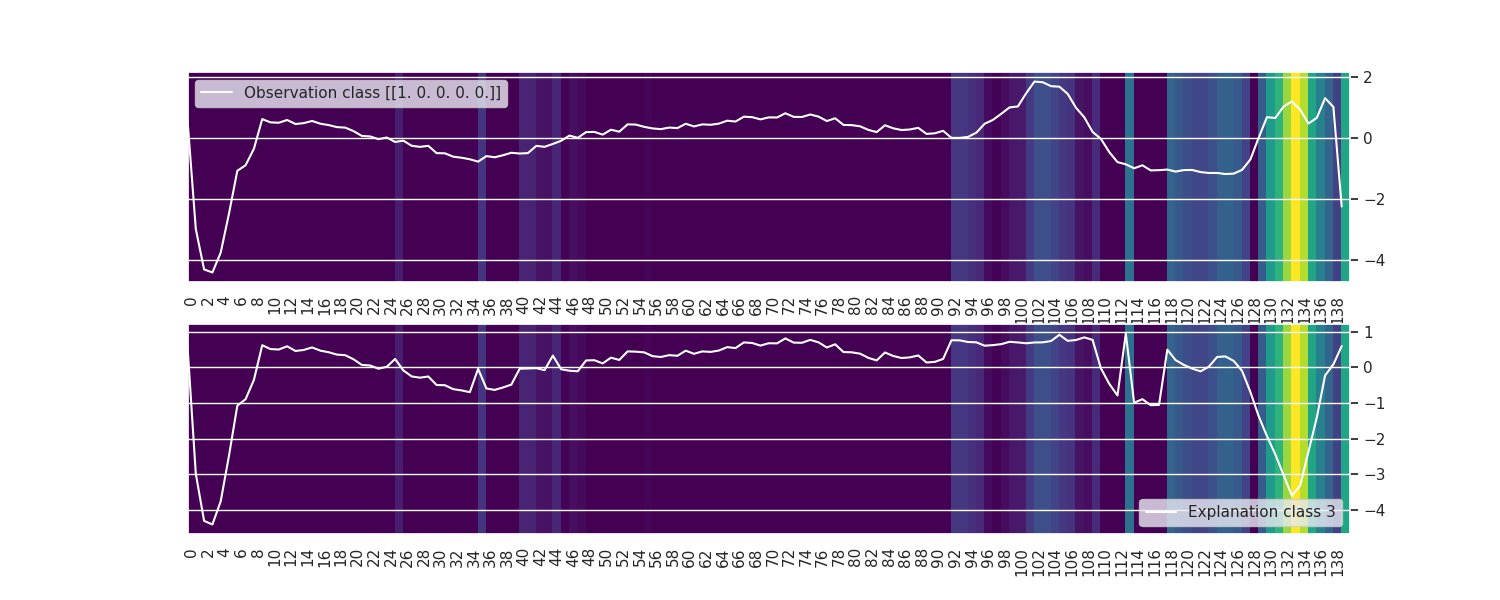 Observation class [[1. 0. 0. 0. 0.]]
2
0
−2
−4
0 2 4 6 8 10 12 14 16 18 20 22 24 26 28 30 32 34 36 38 40 42 44 46 48 50 52 54 56 58 60 62 64 66 68 70 72 74 76 78 80 82 84 86 88 90 92 94 96 98 100 102 104 106 108 110 112 114 116 118 120 122 124 126 128 130 132 134 136 138
1
0
−1
−2
−3
Explanation class 3
−4
0 2 4 6 8 10 12 14 16 18 20 22 24 26 28 30 32 34 36 38 40 42 44 46 48 50 52 54 56 58 60 62 64 66 68 70 72 74 76 78 80 82 84 86 88 90 92 94 96 98 100 102 104 106 108 110 112 114 116 118 120 122 124 126 128 130 132 134 136 138